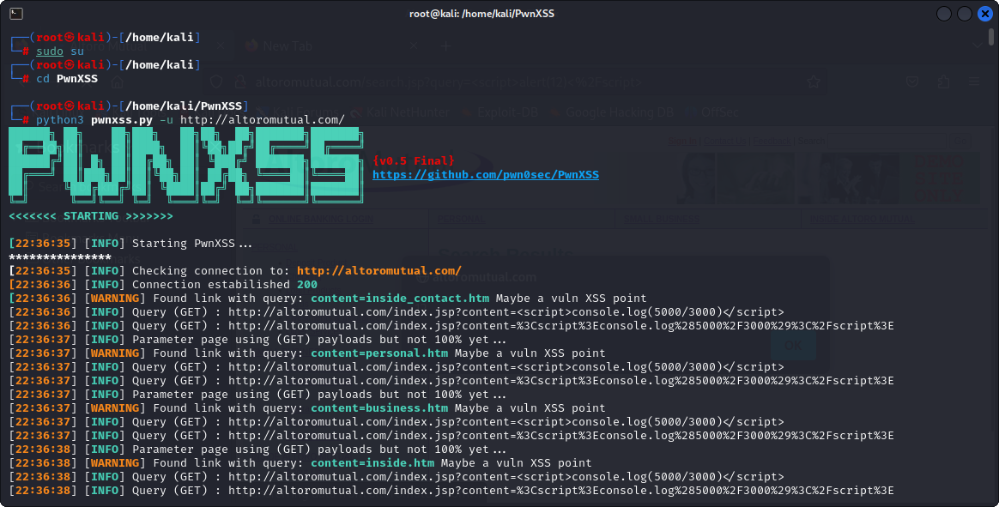 root@kali: /home/kali/PwnXSS
┌──(root㉿kali)-[/home/kali]
└─# sudo su
┌──(root㉿kali)-[/home/kali]
└─# cd PwnXSS
┌──(root㉿kali)-[/home/kali/PwnXSS]
└─# python3 pwnxss.py -u http://altoromutual.com/
PWNXSS {v0.5 Final}
https://github.com/pwn0sec/PwnXSS
<<<<<<< STARTING >>>>>>>
[22:36:35] [INFO] Starting PwnXSS...
***************
[22:36:35] [INFO] Checking connection to: http://altoromutual.com/
[22:36:36] [INFO] Connection estabilished 200
[22:36:36] [WARNING] Found link with query: content=inside_contact.htm Maybe a vuln XSS point
[22:36:36] [INFO] Query (GET) : http://altoromutual.com/index.jsp?content=<script>console.log(5000/3000)</script>
[22:36:36] [INFO] Query (GET) : http://altoromutual.com/index.jsp?content=%3Cscript%3Econsole.log%285000%2F3000%29%3C%2Fscript%3E
[22:36:37] [INFO] Parameter page using (GET) payloads but not 100% yet...
[22:36:37] [WARNING] Found link with query: content=personal.htm Maybe a vuln XSS point
[22:36:37] [INFO] Query (GET) : http://altoromutual.com/index.jsp?content=<script>console.log(5000/3000)</script>
[22:36:37] [INFO] Query (GET) : http://altoromutual.com/index.jsp?content=%3Cscript%3Econsole.log%285000%2F3000%29%3C%2Fscript%3E
[22:36:37] [INFO] Parameter page using (GET) payloads but not 100% yet...
[22:36:37] [WARNING] Found link with query: content=business.htm Maybe a vuln XSS point
[22:36:37] [INFO] Query (GET) : http://altoromutual.com/index.jsp?content=<script>console.log(5000/3000)</script>
[22:36:37] [INFO] Query (GET) : http://altoromutual.com/index.jsp?content=%3Cscript%3Econsole.log%285000%2F3000%29%3C%2Fscript%3E
[22:36:38] [INFO] Parameter page using (GET) payloads but not 100% yet...
[22:36:38] [WARNING] Found link with query: content=inside.htm Maybe a vuln XSS point
[22:36:38] [INFO] Query (GET) : http://altoromutual.com/index.jsp?content=<script>console.log(5000/3000)</script>
[22:36:38] [INFO] Query (GET) : http://altoromutual.com/index.jsp?content=%3Cscript%3Econsole.log%285000%2F3000%29%3C%2Fscript%3E